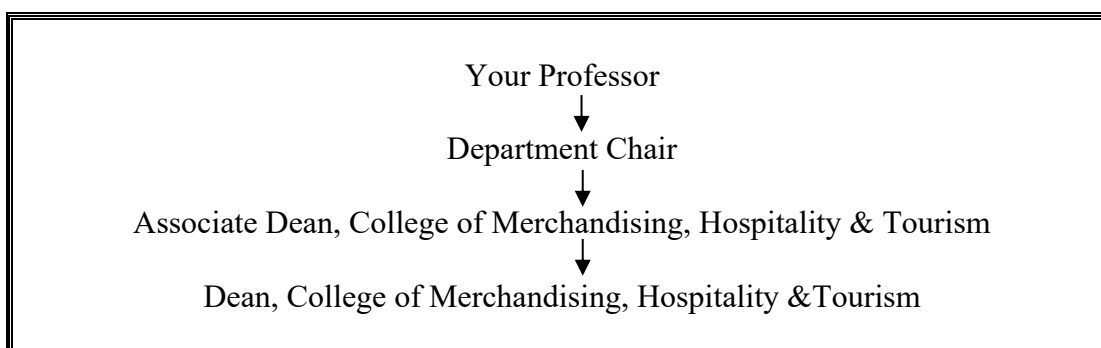 Your Professor
Department Chair
Associate Dean, College of Merchandising, Hospitality & Tourism
Dean, College of Merchandising, Hospitality &Tourism